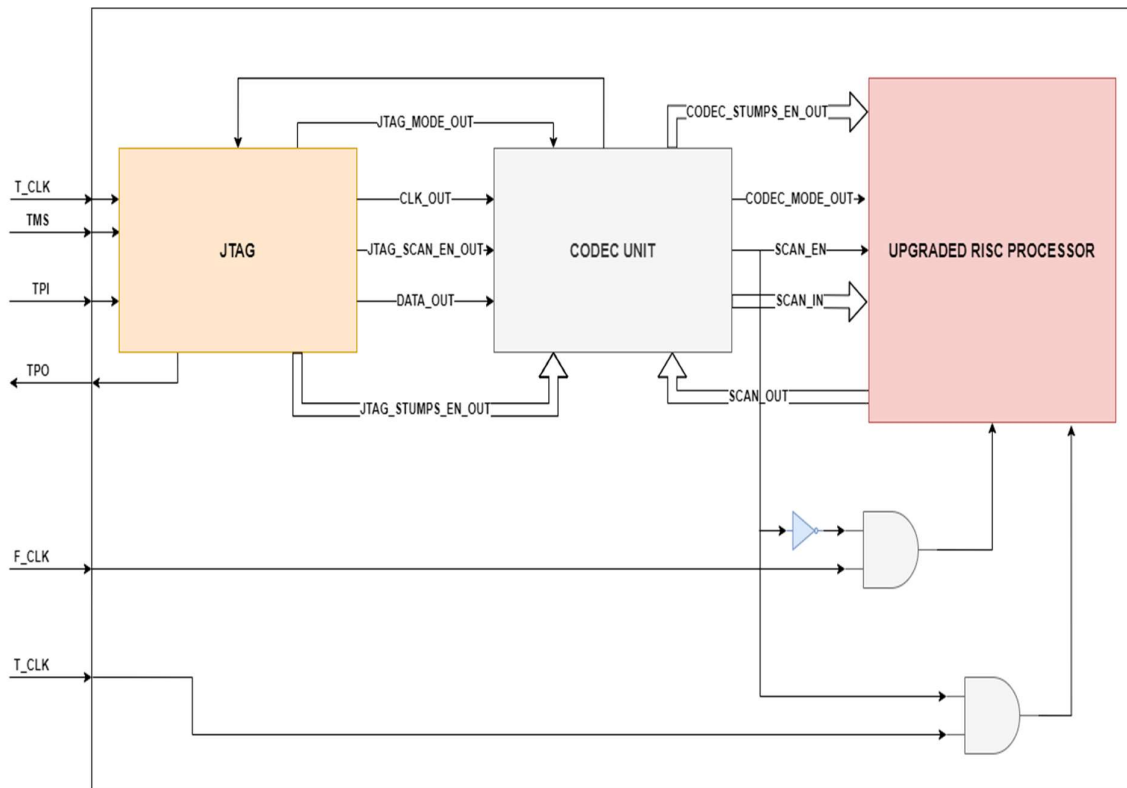 CODEC_STUMPS_EN_OUT
JTAG_MODE_OUT
T_CLK
CLK_OUT
CODEC_MODE_OUT
TMS
JTAG
JTAG_SCAN_EN_OUT
CODEC UNIT
SCAN_EN
UPGRADED RISC PROCESSOR
TPI
DATA_OUT
SCAN_IN
TPO
JTAG_STUMPS_EN_OUT
SCAN_OUT
F_CLK
T_CLK